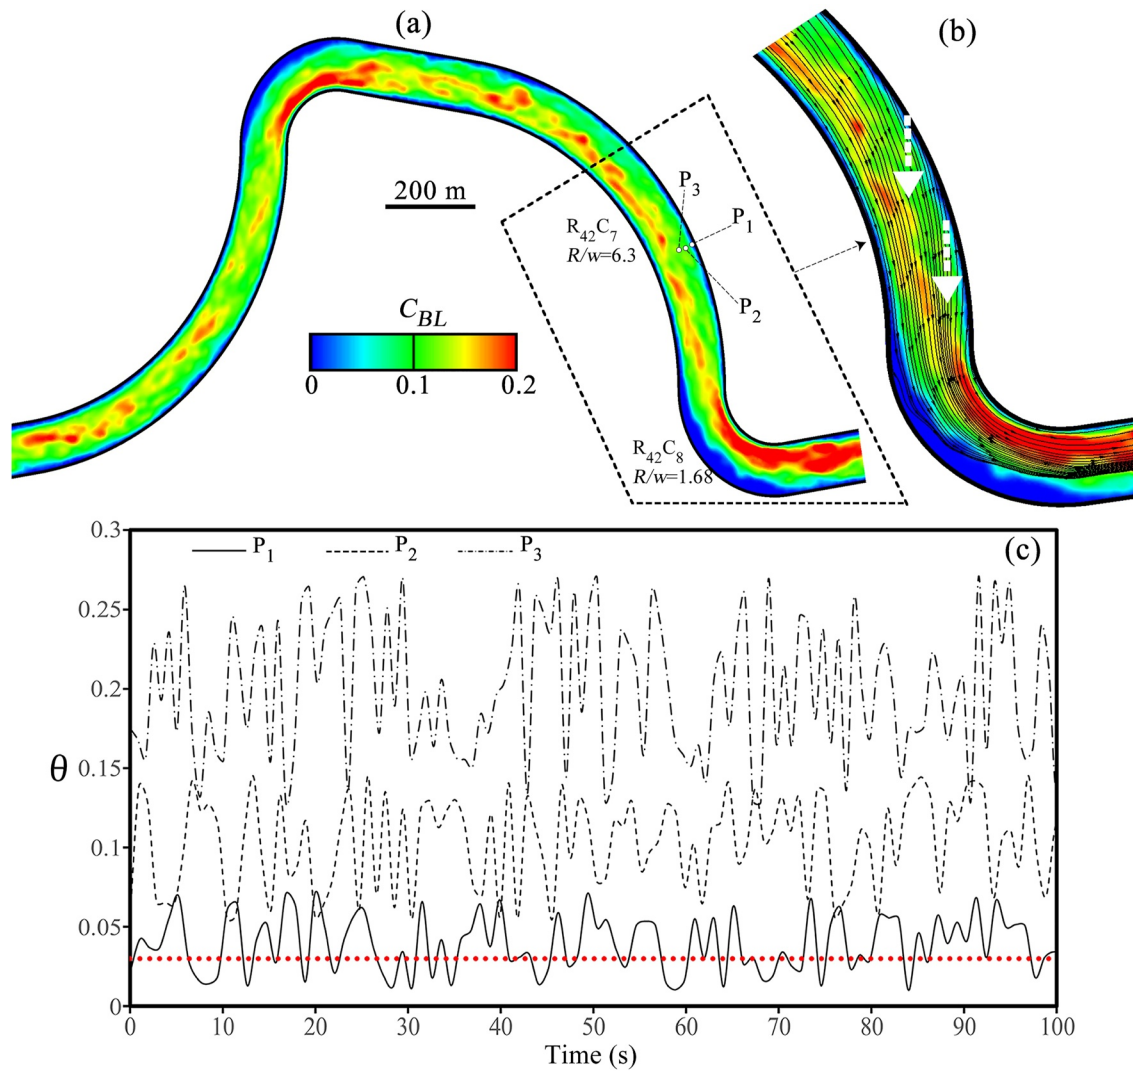 (a)
(b)
200 m
P3
P1
R42C7
R/w=6.3
P2
CBL
0 0.1 0.2
R42C8
R/w=1.68
0.3
P1 P2 P3
(c)
0.25
0.2
θ
0.15
0.1
0.05
0
0 10 20 30 40 50 60 70 80 90 100
Time (s)